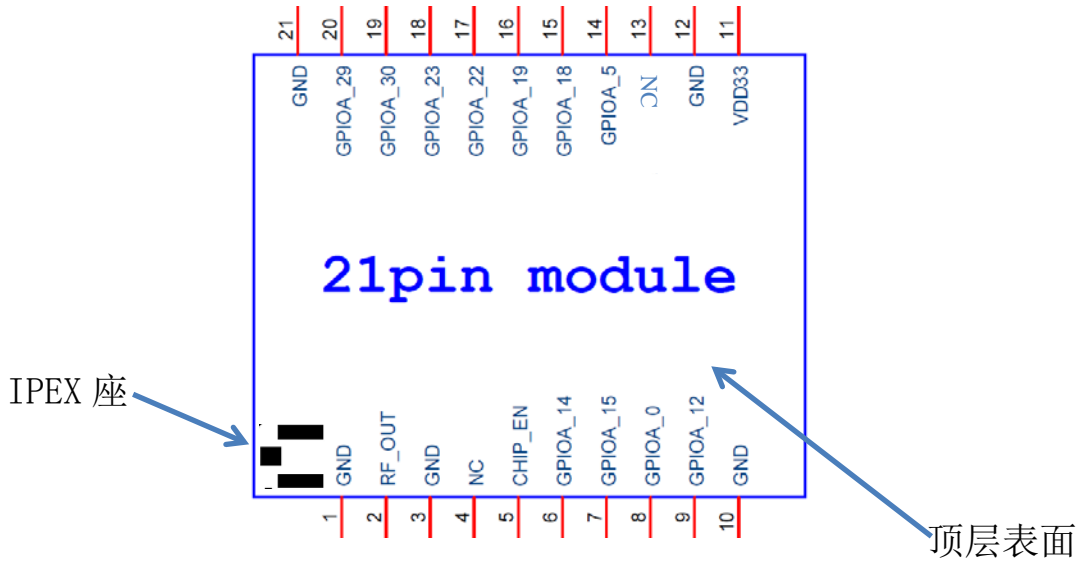 21 20 19 18 17 16 15 14 13 12 11
GND GPIOA_29 GPIOA_30 GPIOA_23 GPIOA_22 GPIOA_19 GPIOA_18 GPIOA_5 NC GND VDD33
21pin module
IPEX 座
GND RF_OUT GND NC CHIP_EN GPIOA_14 GPIOA_15 GPIOA_0 GPIOA_12 GND
1 2 3 4 5 6 7 8 9 10
顶层表面